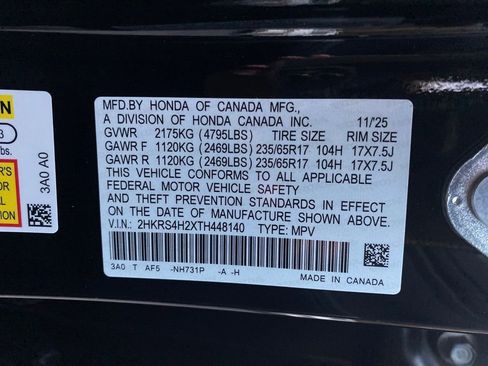 MFD.BY HONDA OF CANADA MFG.,
A DIVISION OF HONDA CANADA INC. 11/'25
GVWR 2175KG (4795LBS) TIRE SIZE RIM SIZE
GAWR F 1120KG (2469LBS) 235/65R17 104H 17X7.5J
GAWR R 1120KG (2469LBS) 235/65R17 104H 17X7.5J
THIS VEHICLE CONFORMS TO ALL APPLICABLE
FEDERAL MOTOR VEHICLE SAFETY, BUMPER,
AND THEFT PREVENTION STANDARDS IN EFFECT
ON THE DATE OF MANUFACTURE SHOWN ABOVE.
V.I.N.: 2HKRS4H2XTH448140 TYPE: MPV
3A0 T AF5 -NH731P -A -H
MADE IN CANADA
3
lbs.
3A0 A0